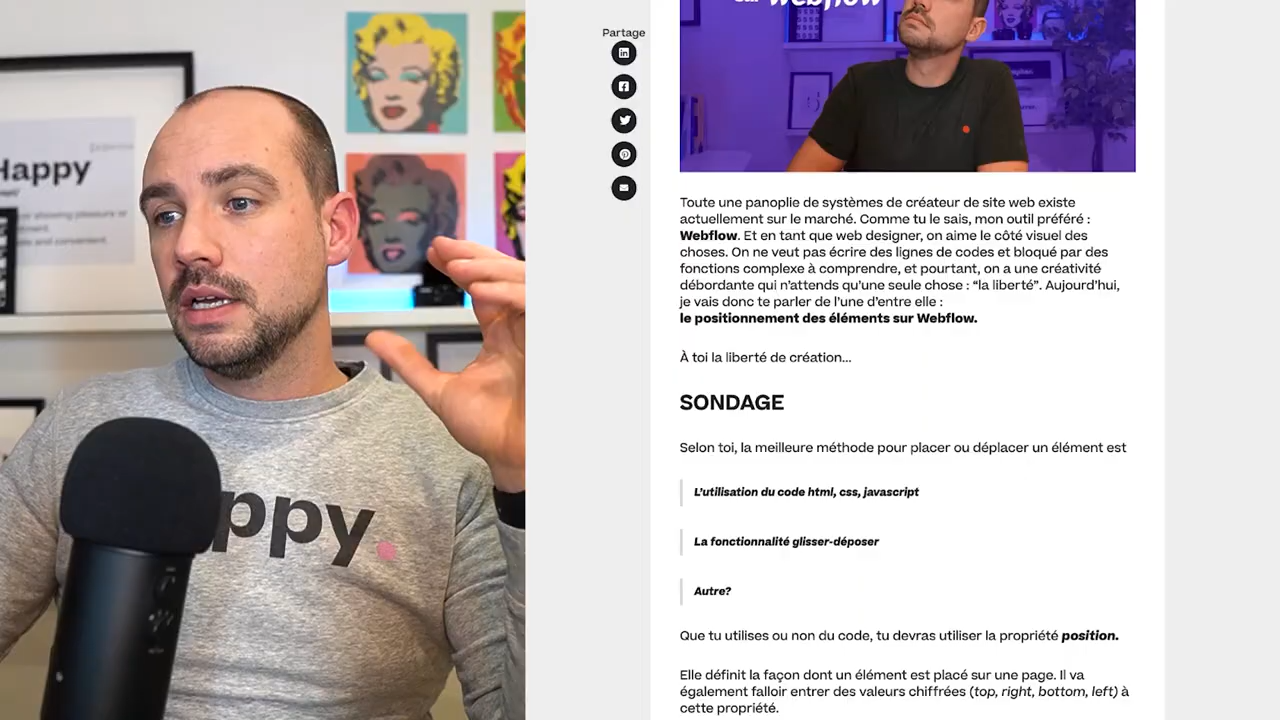 Happy
ppy.
Partage
webflow
Toute une panoplie de systèmes de créateur de site web existe
actuellement sur le marché. Comme tu le sais, mon outil préféré :
Webflow. Et en tant que web designer, on aime le côté visuel des
choses. On ne veut pas écrire des lignes de codes et bloqué par des
fonctions complexe à comprendre, et pourtant, on a une créativité
débordante qui n'attends qu'une seule chose : “la liberté”. Aujourd'hui,
je vais donc te parler de l'une d'entre elle :
le positionnement des éléments sur Webflow.
À toi la liberté de création...
SONDAGE
Selon toi, la meilleure méthode pour placer ou déplacer un élément est
L'utilisation du code html, css, javascript
La fonctionnalité glisser-déposer
Autre?
Que tu utilises ou non du code, tu devras utiliser la propriété position.
Elle définit la façon dont un élément est placé sur une page. Il va
également falloir entrer des valeurs chiffrées (top, right, bottom, left) à
cette propriété.